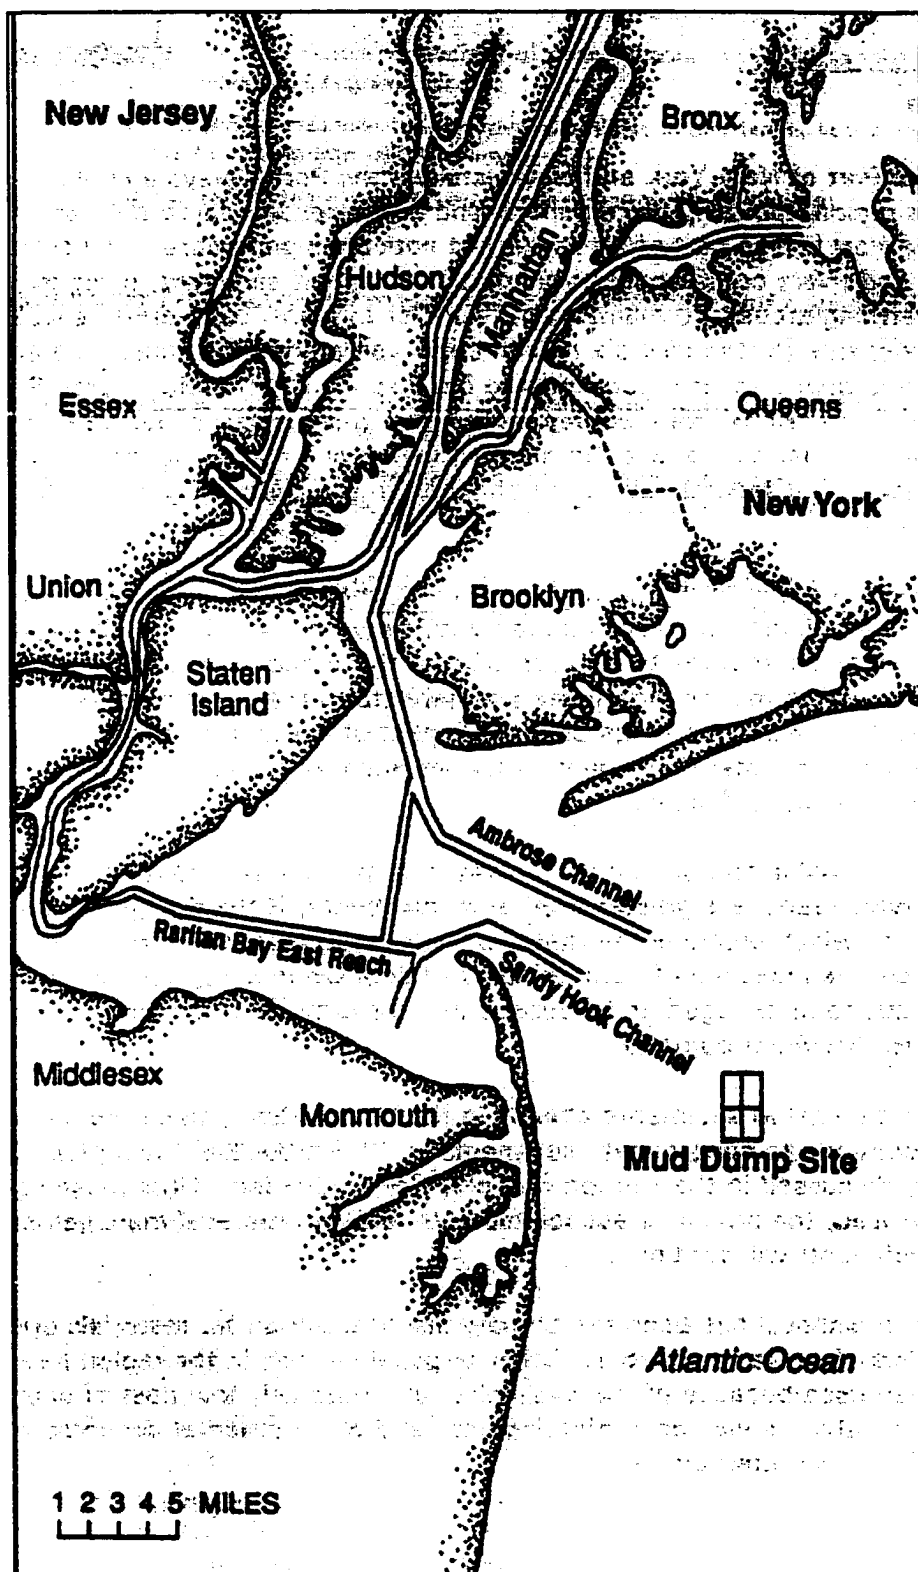 New Jersey
Bronx
Hudson
Manhattan
Essex
Queens
New York
Union
Brooklyn
Staten
Island
Ambrose Channel
Raritan Bay East Reach
Sandy Hook Channel
Middlesex
Monmouth
Mud Dump Site
Atlantic Ocean
1 2 3 4 5 MILES